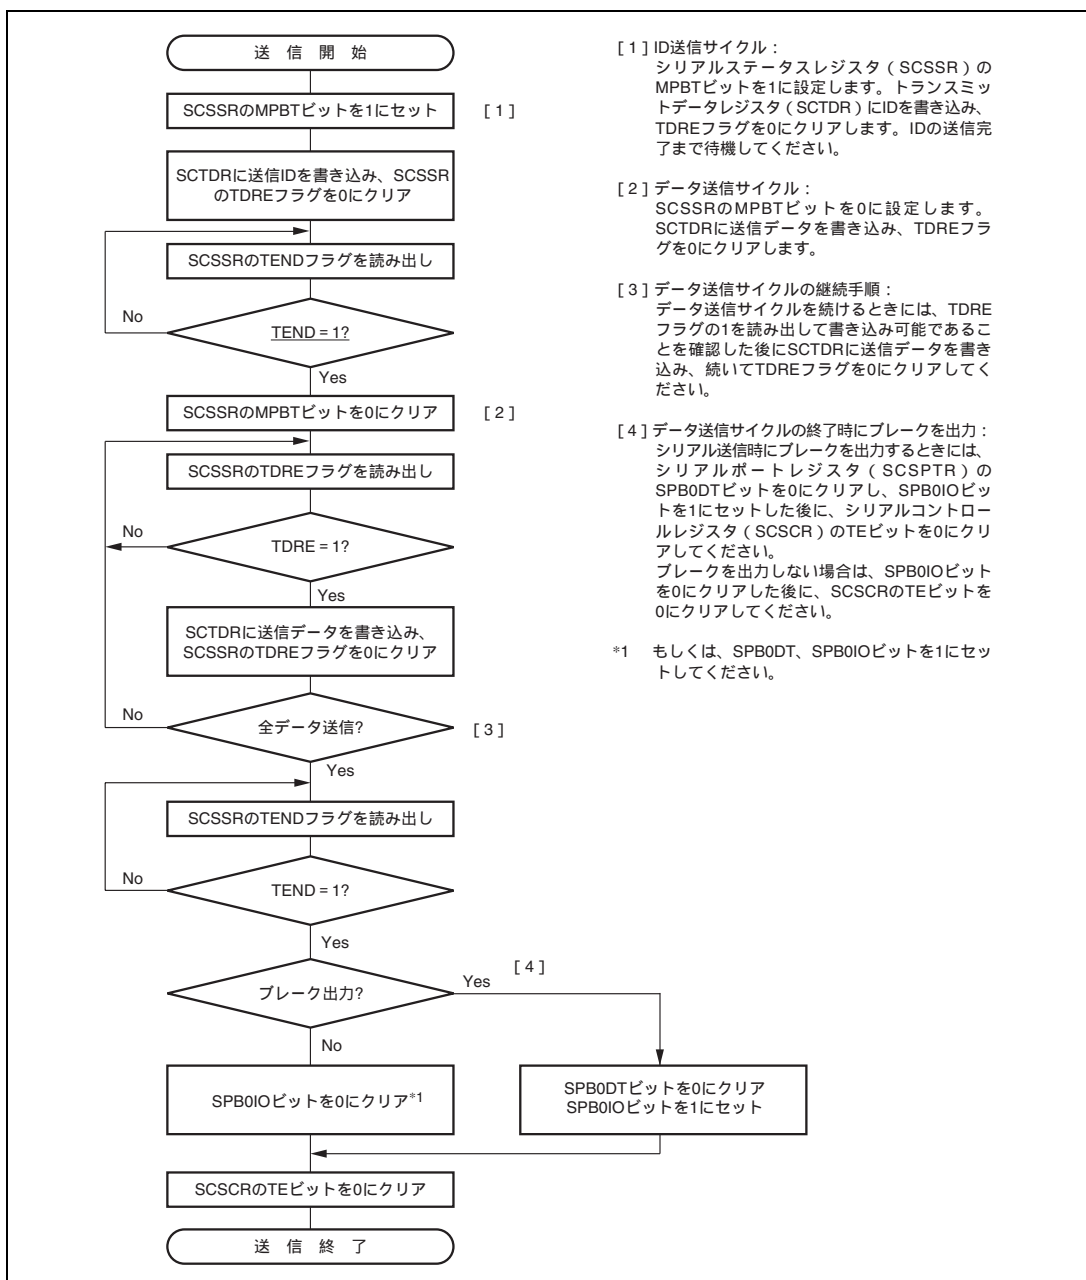 送 信 開 始
SCSSRのMPBTビットを1にセット
[ 1 ]
SCTDRに送信IDを書き込み、SCSSR
のTDREフラグを0にクリア
SCSSRのTENDフラグを読み出し
No
TEND = 1?
Yes
SCSSRのMPBTビットを0にクリア
[ 2 ]
SCSSRのTDREフラグを読み出し
No
TDRE = 1?
Yes
SCTDRに送信データを書き込み、
SCSSRのTDREフラグを0にクリア
No
全データ送信?
[ 3 ]
Yes
SCSSRのTENDフラグを読み出し
No
TEND = 1?
Yes
ブレーク出力?
Yes
[ 4 ]
No
SPB0IOビットを0にクリア*1
SPB0DTビットを0にクリア
SPB0IOビットを1にセット
SCSCRのTEビットを0にクリア
送 信 終 了
[ 1 ] ID送信サイクル：
シリアルステータスレジスタ（SCSSR）の
MPBTビットを1に設定します。トランスミッ
トデータレジスタ（SCTDR）にIDを書き込み、
TDREフラグを0にクリアします。IDの送信完
了まで待機してください。
[ 2 ] データ送信サイクル：
SCSSRのMPBTビットを0に設定します。
SCTDRに送信データを書き込み、TDREフラ
グを0にクリアします。
[ 3 ] データ送信サイクルの継続手順：
データ送信サイクルを続けるときには、TDRE
フラグの1を読み出して書き込み可能であるこ
とを確認した後にSCTDRに送信データを書き
込み、続いてTDREフラグを0にクリアしてく
ださい。
[ 4 ] データ送信サイクルの終了時にブレークを出力：
シリアル送信時にブレークを出力するときには、
シリアルポートレジスタ（SCSPTR）の
SPB0DTビットを0にクリアし、SPB0IOビッ
トを1にセットした後に、シリアルコントロー
ルレジスタ（SCSCR）のTEビットを0にクリ
アしてください。
ブレークを出力しない場合は、SPB0IOビット
を0にクリアした後に、SCSCRのTEビットを
0にクリアしてください。
*1 もしくは、SPB0DT、SPB0IOビットを1にセッ
トしてください。